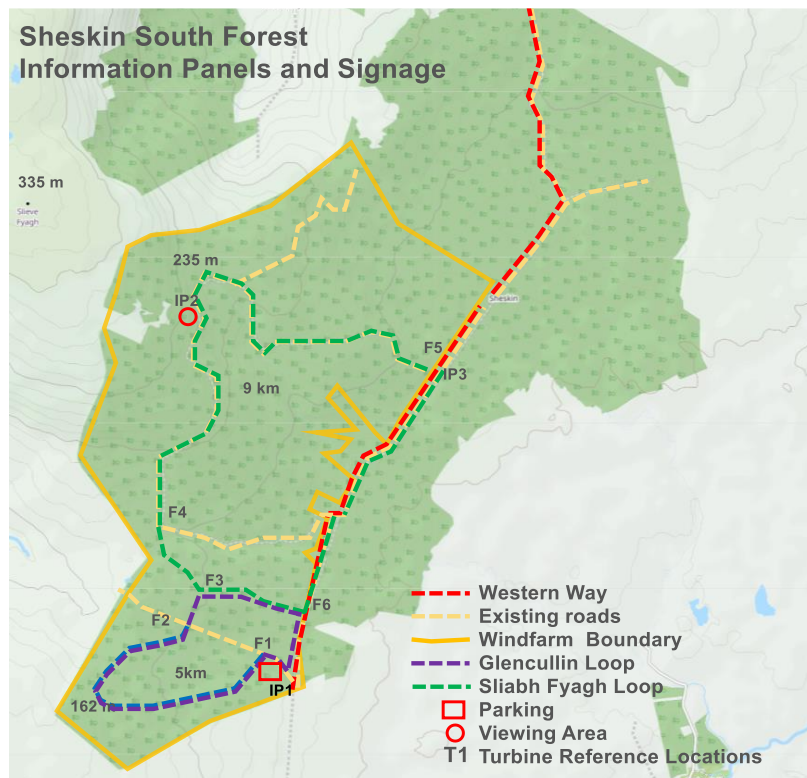 Sheskin South Forest
Information Panels and Signage
335 m
Slieve
Fyagh
235 m
IP2
Sheskin
F5
IP3
9 km
F4
F3
F6
F2
F1
5km
IP1
162 m
Western Way
Existing roads
Windfarm Boundary
Glencullin Loop
Sliabh Fyagh Loop
Parking
Viewing Area
T1 Turbine Reference Locations